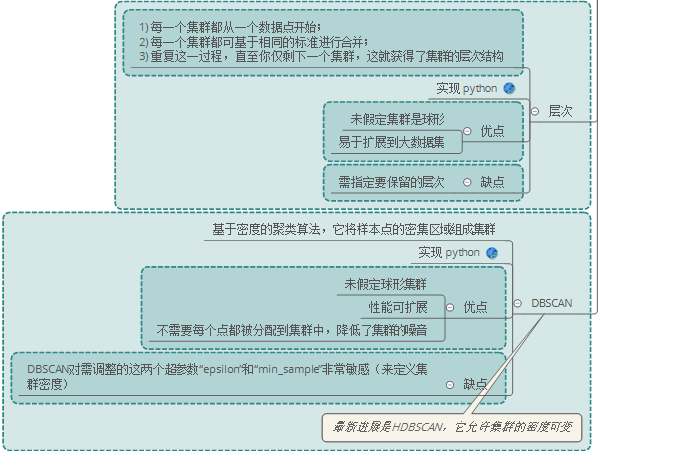 1) 每一个集群都从一个数据点开始；
2) 每一个集群都可基于相同的标准进行合并；
3) 重复这一过程，直至你仅剩下一个集群，这就获得了集群的层次结构
实现 python
层次
未假定集群是球形
优点
易于扩展到大数据集
需指定要保留的层次
缺点
基于密度的聚类算法，它将样本点的密集区域组成集群
实现 python
未假定球形集群
DBSCAN
性能可扩展
优点
不需要每个点都被分配到集群中，降低了集群的噪音
DBSCAN对需调整的这两个超参数“epsilon”和“min_sample”非常敏感（来定义集
群密度）
缺点
最新进展是HDBSCAN，它允许集群的密度可变